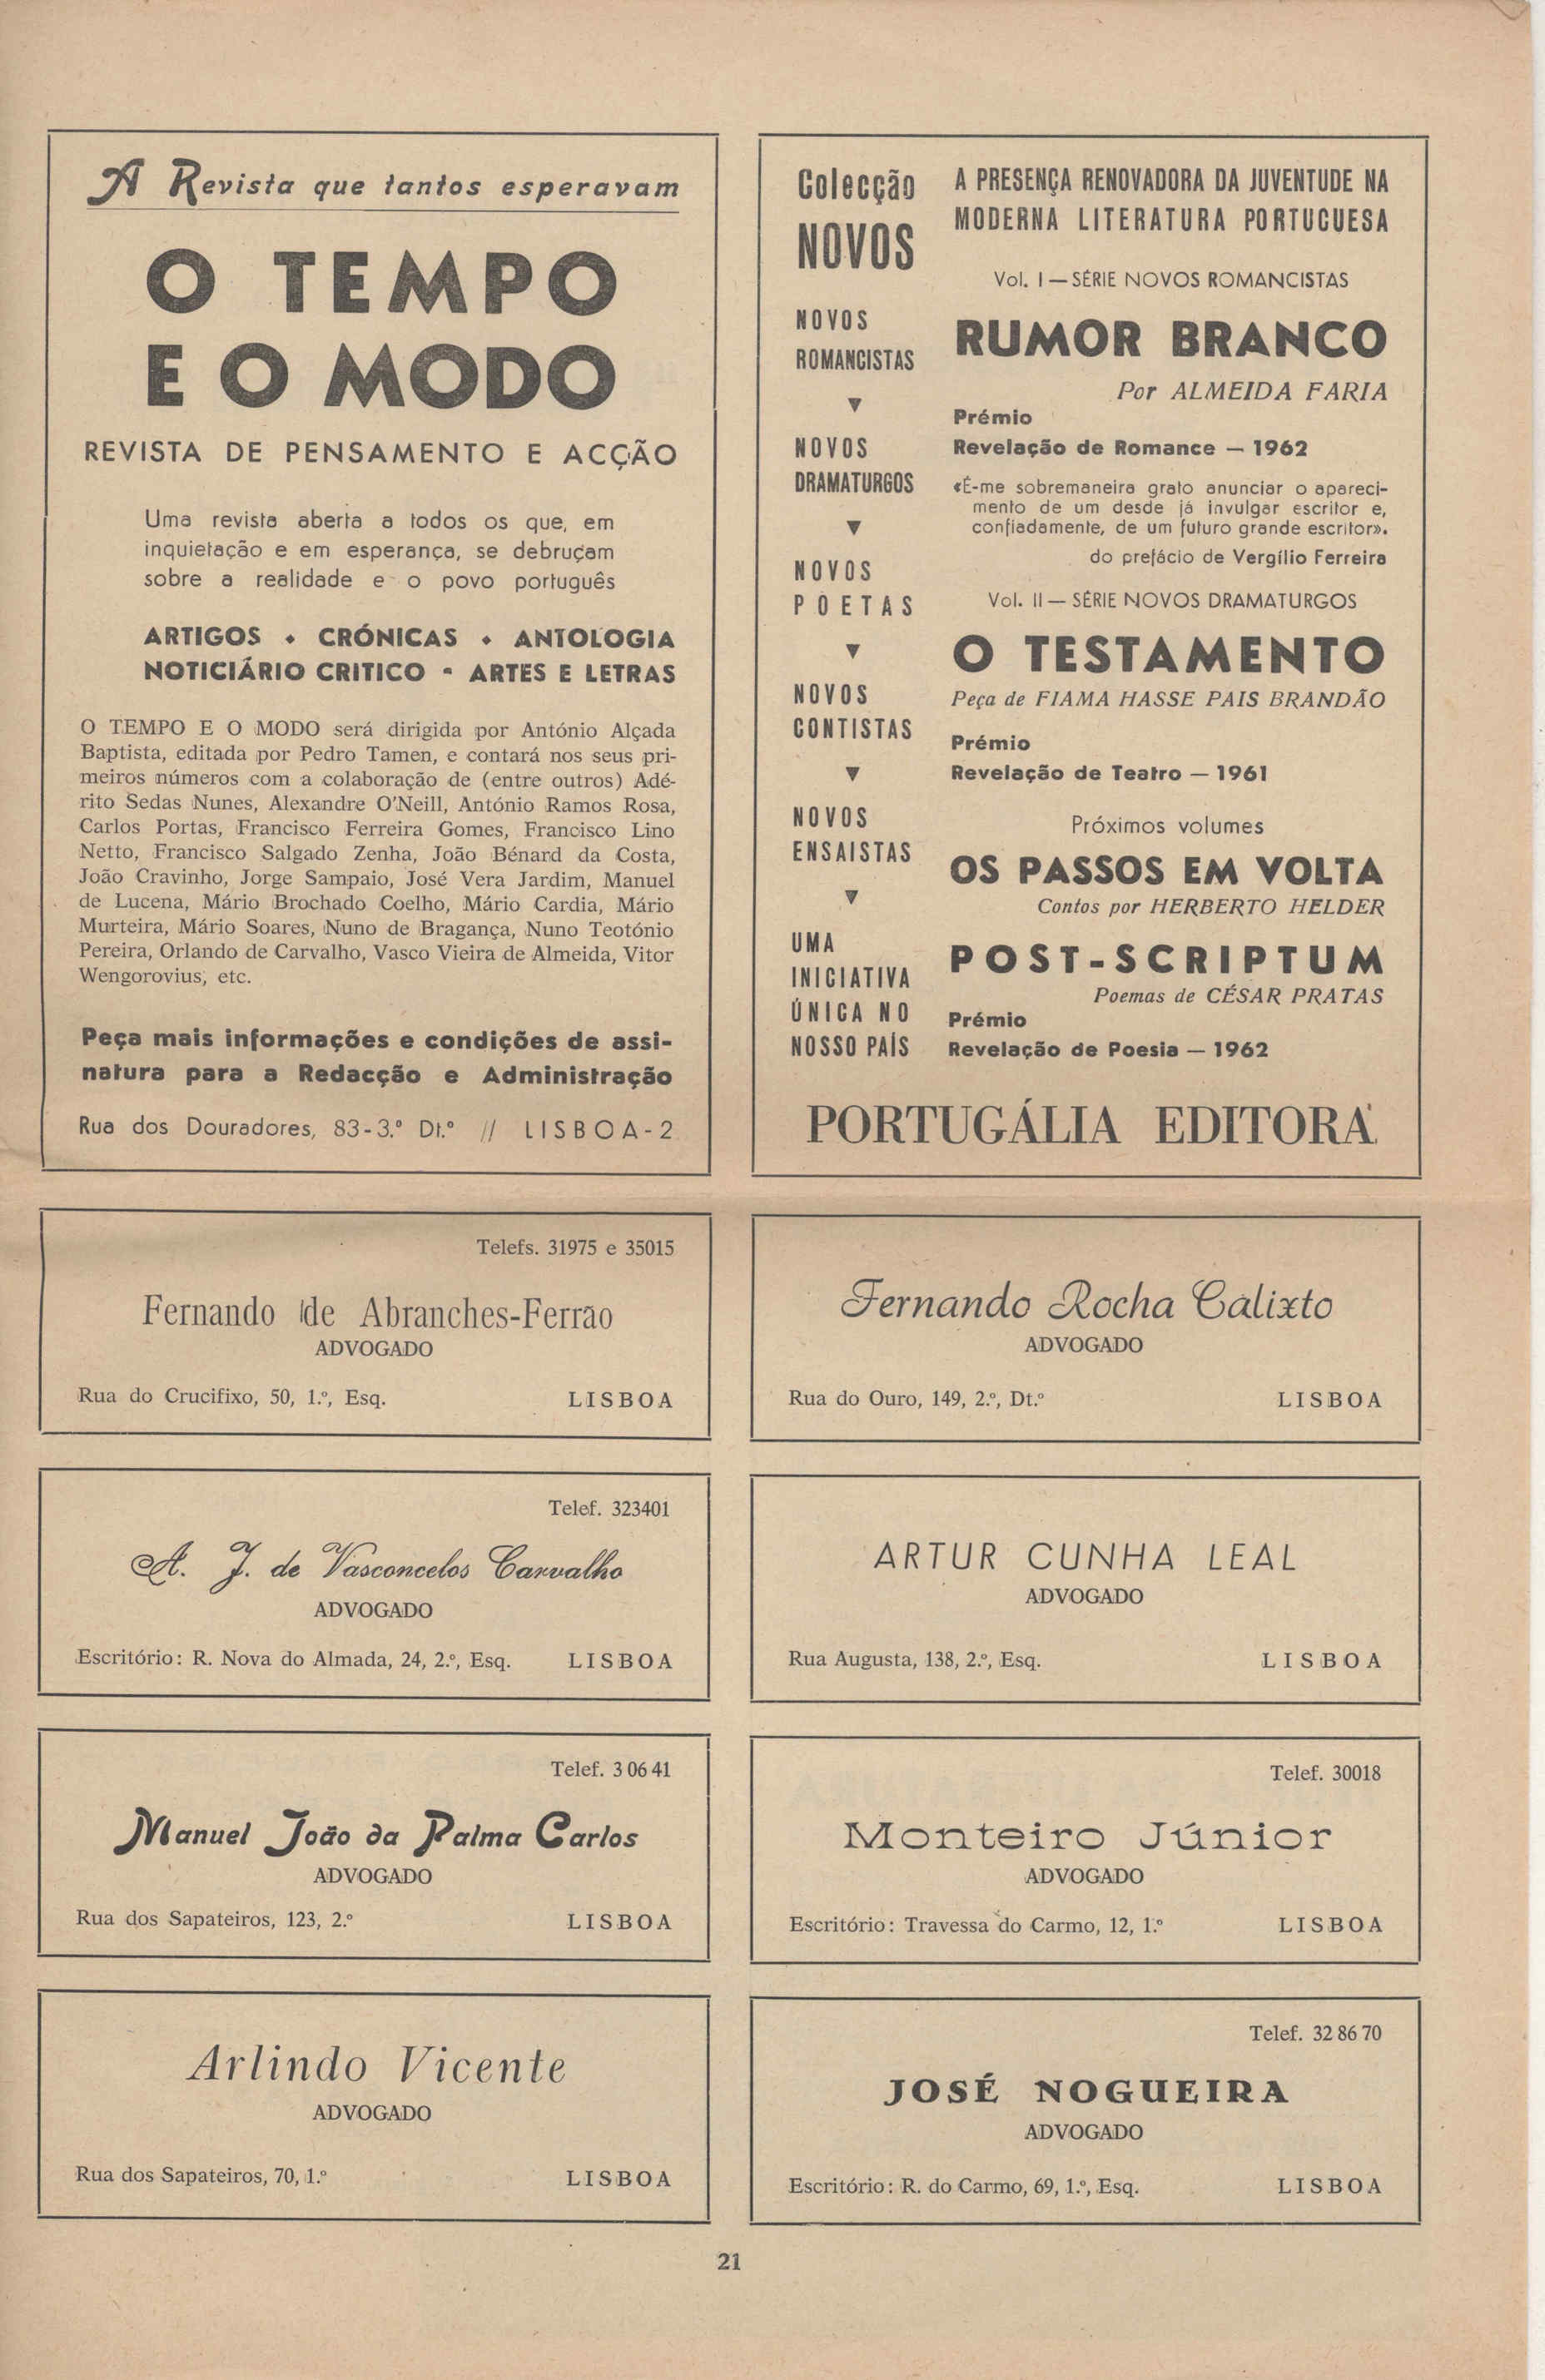 A Revista que tantos esperavam
O TEMPO
E O MODO
REVISTA DE PENSAMENTO E ACÇÃO
Uma revista aberta a todos os que, em
inquietação e em esperança, se debruçam
sobre a realidade e o povo português
ARTIGOS • CRÓNICAS • ANTOLOGIA
NOTICIÁRIO CRITICO • ARTES E LETRAS
O TEMPO E O MODO será dirigida por António Alçada
Baptista, editada por Pedro Tamen, e contará nos seus pri-
meiros números com a colaboração de (entre outros) Adé-
rito Sedas Nunes, Alexandre O'Neill, António Ramos Rosa,
Carlos Portas, Francisco Ferreira Gomes, Francisco Lino
Netto, Francisco Salgado Zenha, João Bénard da Costa,
João Cravinho, Jorge Sampaio, José Vera Jardim, Manuel
de Lucena, Mário Brochado Coelho, Mário Cardia, Mário
Murteira, Mário Soares, Nuno de Bragança, Nuno Teotónio
Pereira, Orlando de Carvalho, Vasco Vieira de Almeida, Vitor
Wengorovius, etc.
Peça mais informações e condições de assi-
natura para a Redacção e Administração
Rua dos Douradores, 83-3.º Dt.º // LISBOA-2
Colecção
NOVOS
NOVOS
ROMANCISTAS
▼
NOVOS
DRAMATURGOS
▼
NOVOS
POETAS
▼
NOVOS
CONTISTAS
▼
NOVOS
ENSAISTAS
▼
UMA
INICIATIVA
ÚNICA NO
NOSSO PAÍS
A PRESENÇA RENOVADORA DA JUVENTUDE NA
MODERNA LITERATURA PORTUGUESA
Vol. I — SÉRIE NOVOS ROMANCISTAS
RUMOR BRANCO
Por ALMEIDA FARIA
Prémio
Revelação de Romance — 1962
«É-me sobremaneira grato anunciar o apareci-
mento de um desde já invulgar escritor e,
confiadamente, de um futuro grande escritor».
do prefácio de Vergílio Ferreira
Vol. II — SÉRIE NOVOS DRAMATURGOS
O TESTAMENTO
Peça de FIAMA HASSE PAIS BRANDÃO
Prémio
Revelação de Teatro — 1961
Próximos volumes
OS PASSOS EM VOLTA
Contos por HERBERTO HELDER
POST-SCRIPTUM
Poemas de CÉSAR PRATAS
Prémio
Revelação de Poesia — 1962
PORTUGÁLIA EDITORA
Telefs. 31975 e 35015
Fernando de Abranches-Ferrão
ADVOGADO
Rua do Crucifixo, 50, 1.º, Esq. LISBOA
Fernando Rocha Calixto
ADVOGADO
Rua do Ouro, 149, 2.º, Dt.º LISBOA
Telef. 323401
A. J. de Vasconcelos Carvalho
ADVOGADO
Escritório: R. Nova do Almada, 24, 2.º, Esq. LISBOA
ARTUR CUNHA LEAL
ADVOGADO
Rua Augusta, 138, 2.º, Esq. LISBOA
Telef. 3 06 41
Manuel João da Palma Carlos
ADVOGADO
Rua dos Sapateiros, 123, 2.º LISBOA
Telef. 30018
Monteiro Júnior
ADVOGADO
Escritório: Travessa do Carmo, 12, 1.º LISBOA
Arlindo Vicente
ADVOGADO
Rua dos Sapateiros, 70, 1.º LISBOA
Telef. 32 86 70
JOSÉ NOGUEIRA
ADVOGADO
Escritório: R. do Carmo, 69, 1.º, Esq. LISBOA
21